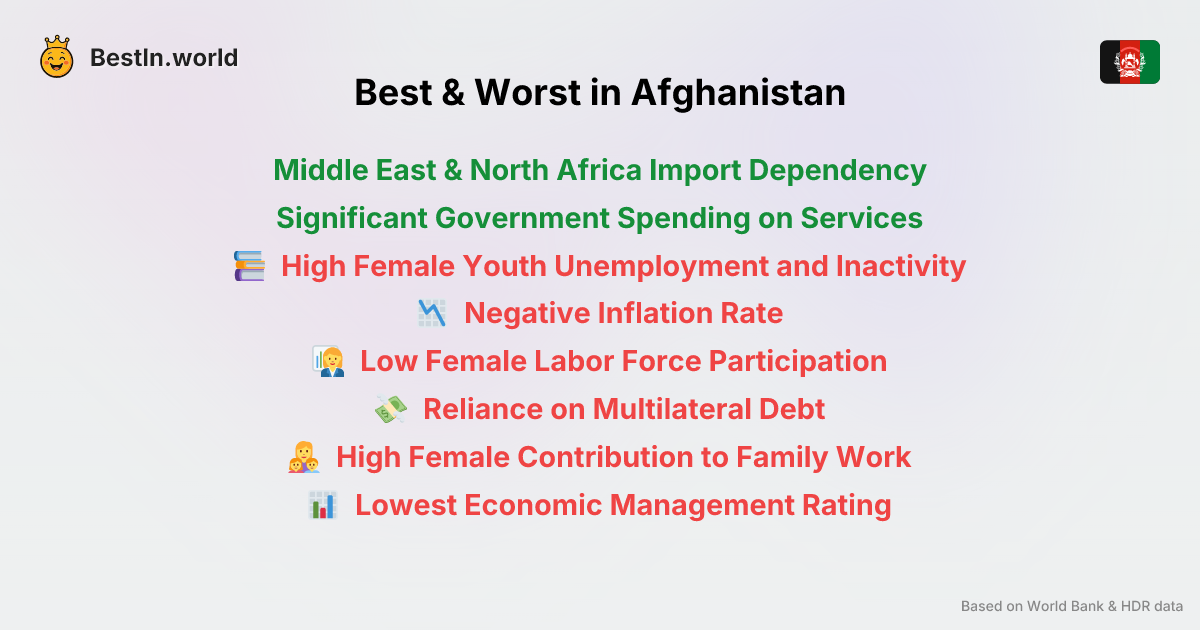 BestIn.world
Best & Worst in Afghanistan
Middle East & North Africa Import Dependency
Significant Government Spending on Services
High Female Youth Unemployment and Inactivity
Negative Inflation Rate
Low Female Labor Force Participation
Reliance on Multilateral Debt
High Female Contribution to Family Work
Lowest Economic Management Rating
Based on World Bank & HDR data